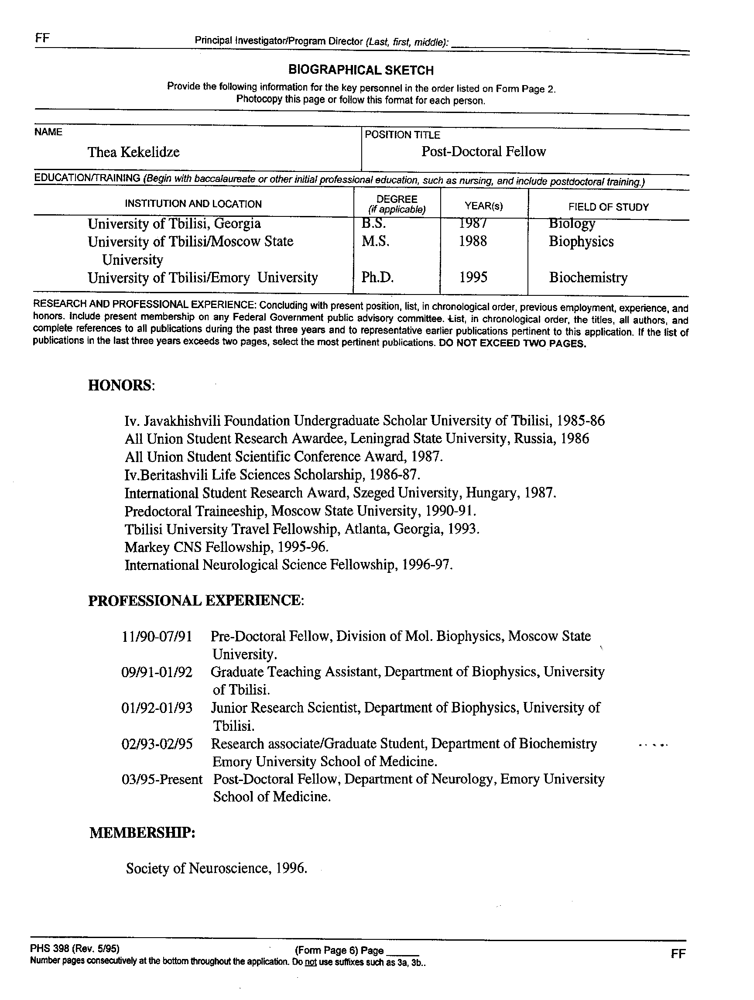 FF
Principal Investigator/Program Director (Last, first, middle):
BIOGRAPHICAL SKETCH
Provide the following information for the key personnel in the order listed on Form Page 2.
Photocopy this page or follow this format for each person.
NAME
POSITION TITLE
Thea Kekelidze
Post-Doctoral Fellow
EDUCATION/TRAINING (Begin with baccalaureate or other initial professional education, such as nursing, and include postdoctoral training.)
INSTITUTION AND LOCATION DEGREE (if applicable) YEAR(s) FIELD OF STUDY
University of Tbilisi, Georgia B.S. 1987 Biology
University of Tbilisi/Moscow State M.S. 1988 Biophysics
University
University of Tbilisi/Emory University Ph.D. 1995 Biochemistry
RESEARCH AND PROFESSIONAL EXPERIENCE: Concluding with present position, list, in chronological order, previous employment, experience, and
honors. Include present membership on any Federal Government public advisory committee. List, in chronological order, the titles, all authors, and
complete references to all publications during the past three years and to representative earlier publications pertinent to this application. If the list of
publications in the last three years exceeds two pages, select the most pertinent publications. DO NOT EXCEED TWO PAGES.
HONORS:
Iv. Javakhishvili Foundation Undergraduate Scholar University of Tbilisi, 1985-86
All Union Student Research Awardee, Leningrad State University, Russia, 1986
All Union Student Scientific Conference Award, 1987.
Iv.Beritashvili Life Sciences Scholarship, 1986-87.
International Student Research Award, Szeged University, Hungary, 1987.
Predoctoral Traineeship, Moscow State University, 1990-91.
Tbilisi University Travel Fellowship, Atlanta, Georgia, 1993.
Markey CNS Fellowship, 1995-96.
International Neurological Science Fellowship, 1996-97.
PROFESSIONAL EXPERIENCE:
11/90-07/91 Pre-Doctoral Fellow, Division of Mol. Biophysics, Moscow State
University.
09/91-01/92 Graduate Teaching Assistant, Department of Biophysics, University
of Tbilisi.
01/92-01/93 Junior Research Scientist, Department of Biophysics, University of
Tbilisi.
02/93-02/95 Research associate/Graduate Student, Department of Biochemistry
Emory University School of Medicine.
03/95-Present Post-Doctoral Fellow, Department of Neurology, Emory University
School of Medicine.
MEMBERSHIP:
Society of Neuroscience, 1996.
PHS 398 (Rev. 5/95) (Form Page 6) Page
FF
Number pages consecutively at the bottom throughout the application. Do not use suffixes such as 3a, 3b..